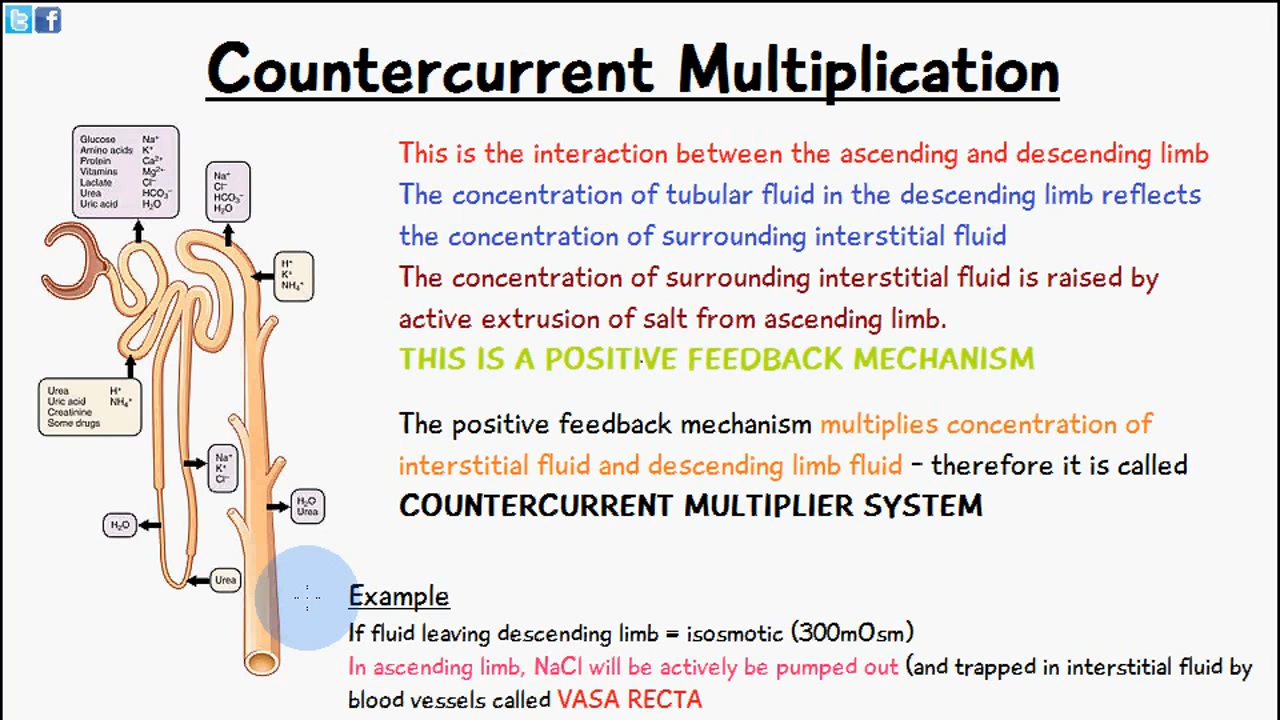 Countercurrent Multiplication
Glucose Na⁺
Amino acids K⁺
Protein Ca²⁺
Vitamins Mg²⁺
Lactate Cl⁻
Urea HCO₃⁻
Uric acid H₂O
Na⁺
Cl⁻
HCO₃⁻
H₂O
H⁺
K⁺
NH₄⁺
Urea H⁺
Uric acid NH₄⁺
Creatinine
Some drugs
Na⁺
K⁺
Cl⁻
H₂O
Urea
H₂O
Urea
This is the interaction between the ascending and descending limb
The concentration of tubular fluid in the descending limb reflects
the concentration of surrounding interstitial fluid
The concentration of surrounding interstitial fluid is raised by
active extrusion of salt from ascending limb.
THIS IS A POSITIVE FEEDBACK MECHANISM
The positive feedback mechanism multiplies concentration of
interstitial fluid and descending limb fluid - therefore it is called
COUNTERCURRENT MULTIPLIER SYSTEM
Example
If fluid leaving descending limb = isosmotic (300mOsm)
In ascending limb, NaCl will be actively be pumped out (and trapped in interstitial fluid by
blood vessels called VASA RECTA